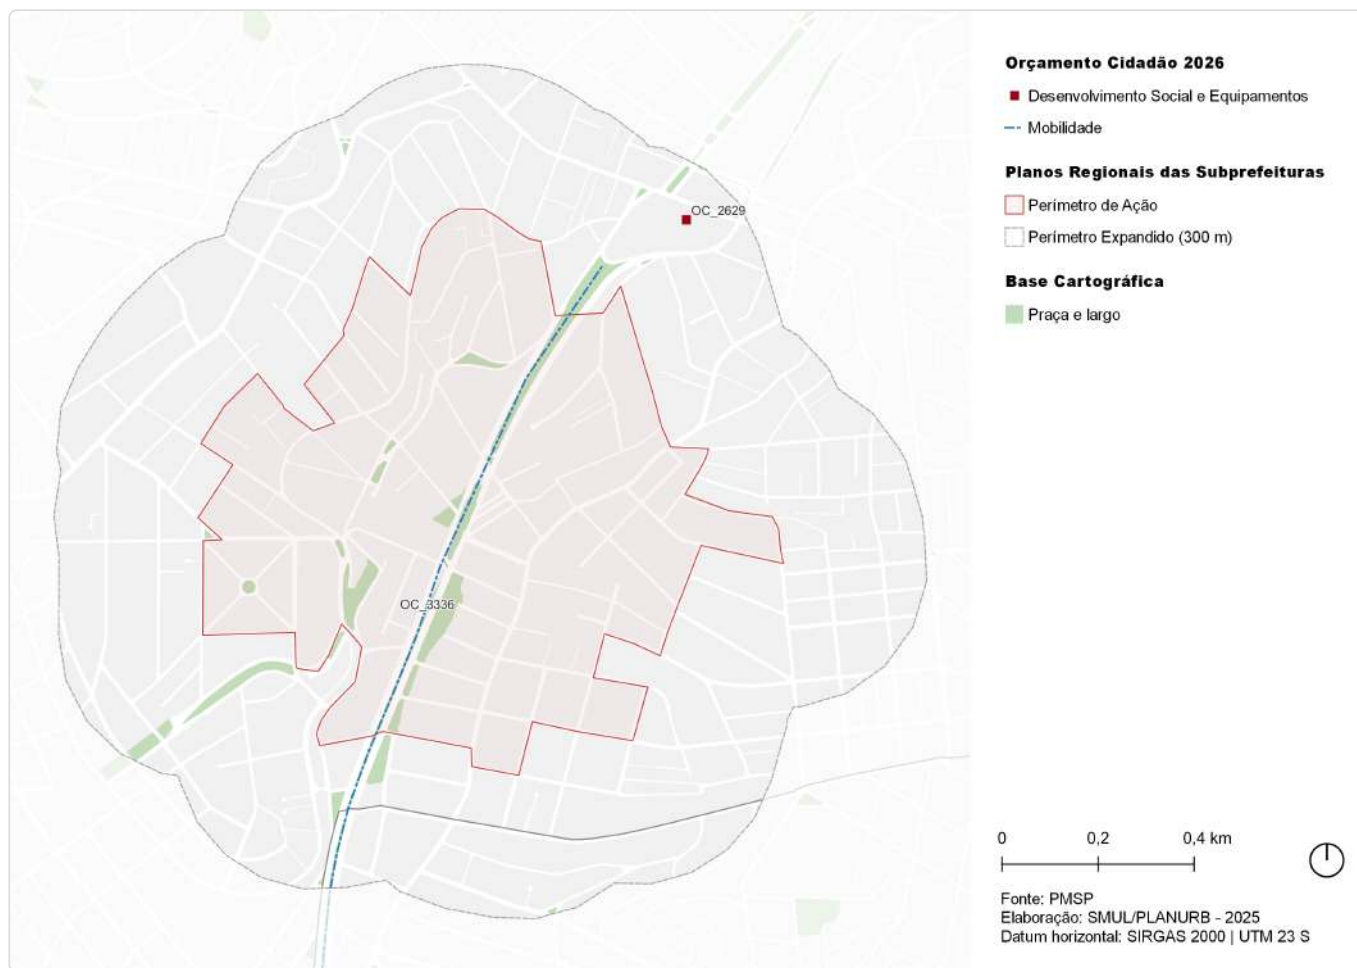 Orçamento Cidadão 2026
Desenvolvimento Social e Equipamentos
Mobilidade
Planos Regionais das Subprefeituras
Perímetro de Ação
Perímetro Expandido (300 m)
Base Cartográfica
Praça e largo
OC_2629
OC_3336
0 0,2 0,4 km
Fonte: PMSP
Elaboração: SMUL/PLANURB - 2025
Datum horizontal: SIRGAS 2000 | UTM 23 S